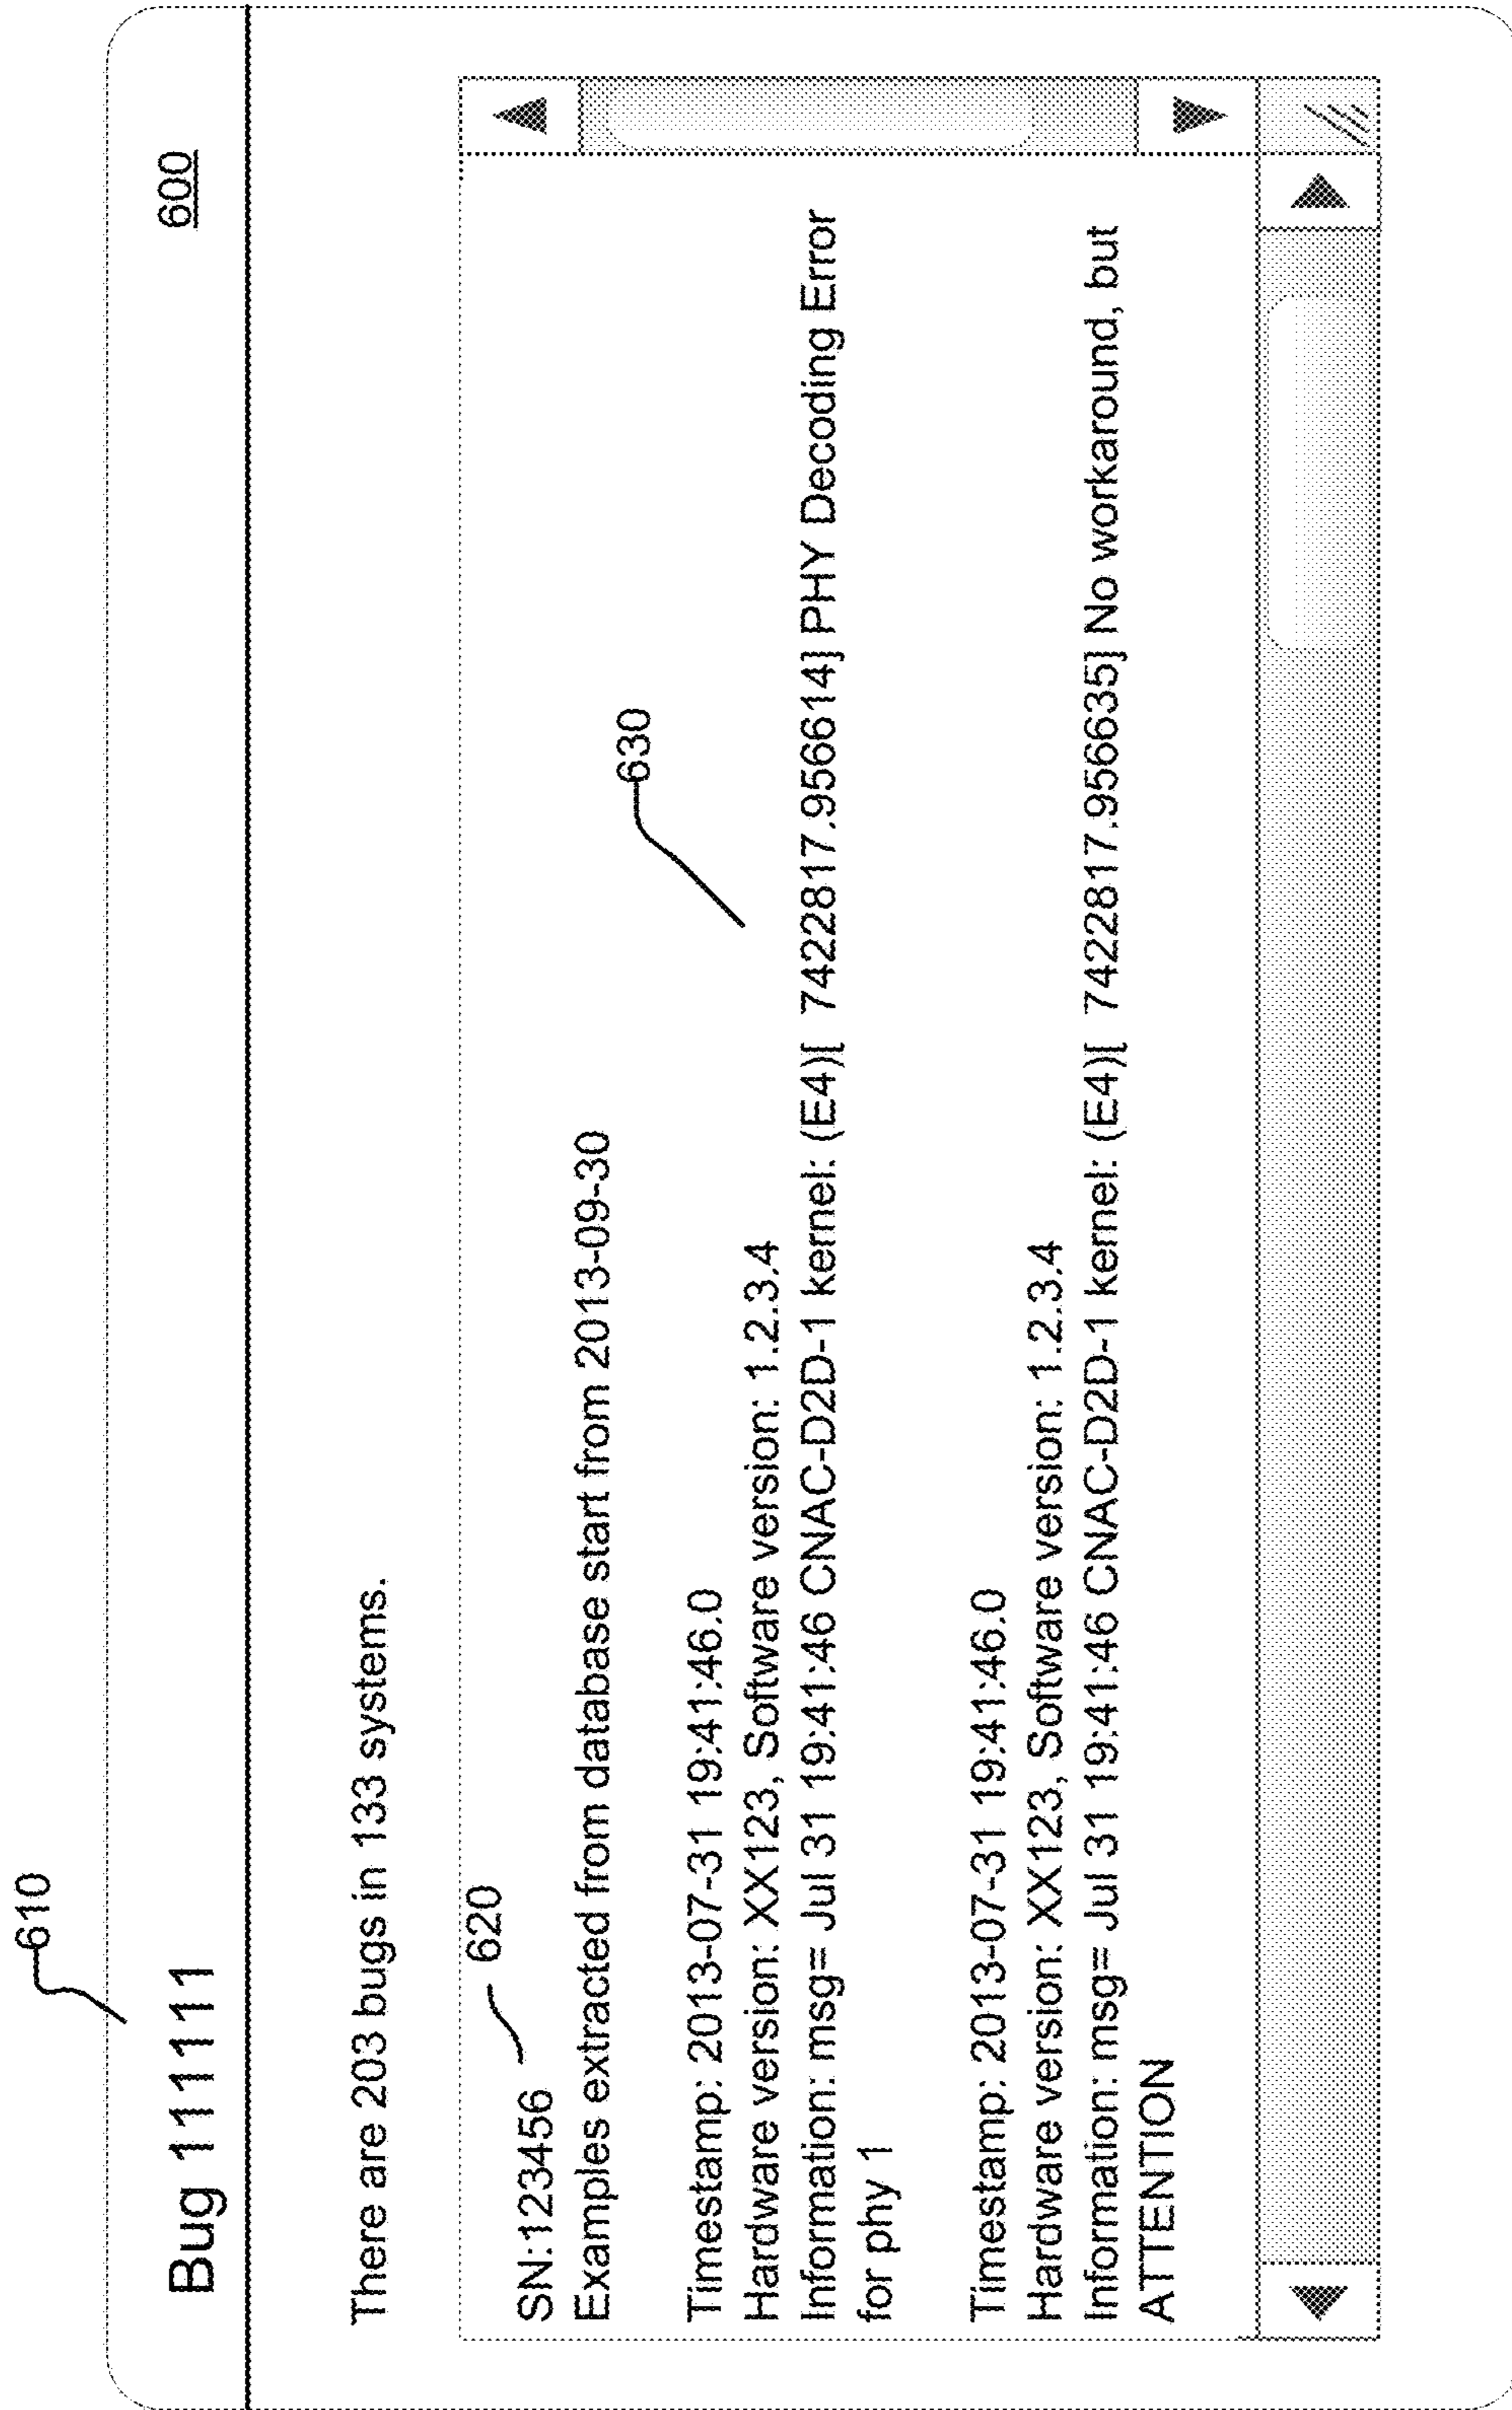 610
Bug 111111
600
There are 203 bugs in 133 systems.
SN:123456
620
Examples extracted from database start from 2013-09-30
630
Timestamp: 2013-07-31 19:41:46.0
Hardware version: XX123, Software version: 1.2.3.4
Information: msg= Jul 31 19:41:46 CNAC-D2D-1 kernel: (E4)[ 7422817.956614] PHY Decoding Error
for phy 1
Timestamp: 2013-07-31 19:41:46.0
Hardware version: XX123, Software version: 1.2.3.4
Information: msg= Jul 31 19:41:46 CNAC-D2D-1 kernel: (E4)[ 7422817.956635] No workaround, but
ATTENTION